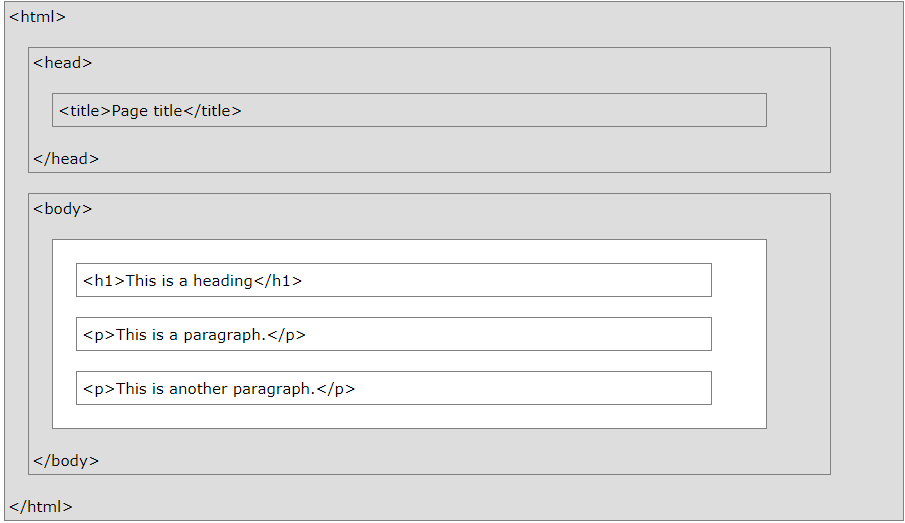 <html>
<head>
<title>Page title</title>
</head>
<body>
<h1>This is a heading</h1>
<p>This is a paragraph.</p>
<p>This is another paragraph.</p>
</body>
</html>